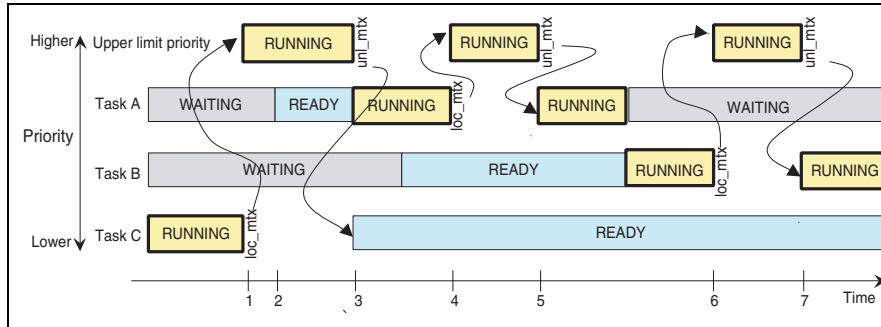 Higher
Upper limit priority
RUNNING
unl_mtx
RUNNING
unl_mtx
RUNNING
unl_mtx
Task A
WAITING
READY
RUNNING
loc_mtx
RUNNING
WAITING
Priority
Task B
WAITING
READY
RUNNING
loc_mtx
RUNNING
Lower
Task C
RUNNING
loc_mtx
READY
1 2 3 4 5 6 7 Time